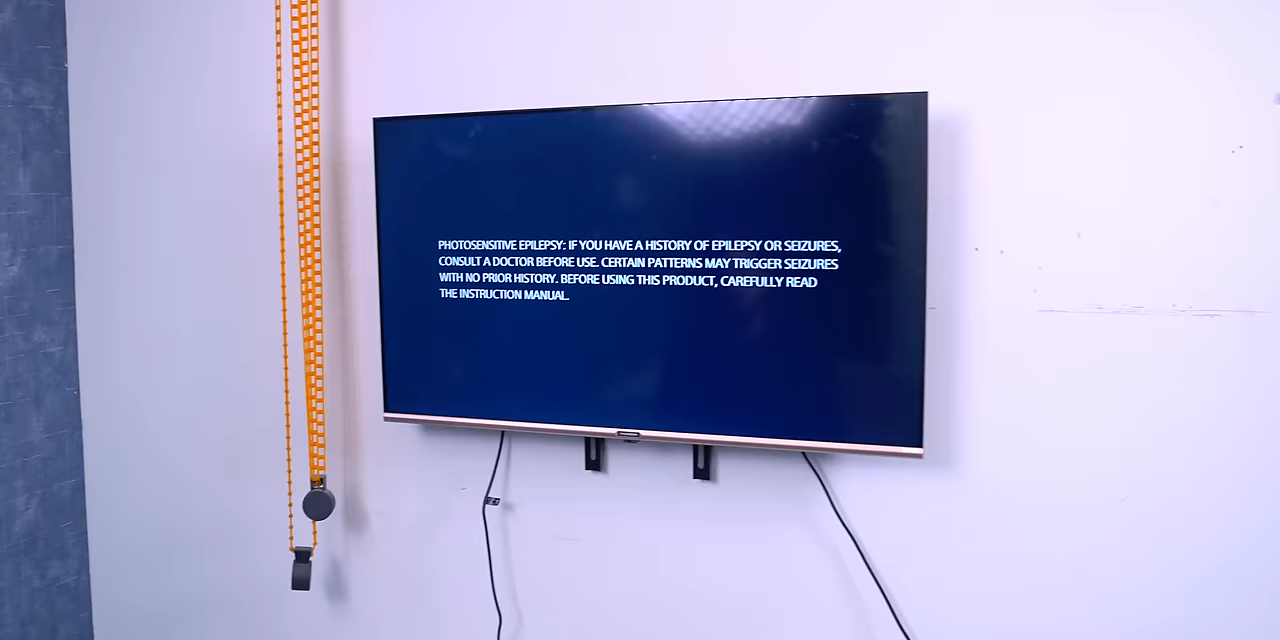 PHOTOSENSITIVE EPILEPSY: IF YOU HAVE A HISTORY OF EPILEPSY OR SEIZURES,
CONSULT A DOCTOR BEFORE USE. CERTAIN PATTERNS MAY TRIGGER SEIZURES
WITH NO PRIOR HISTORY. BEFORE USING THIS PRODUCT, CAREFULLY READ
THE INSTRUCTION MANUAL.